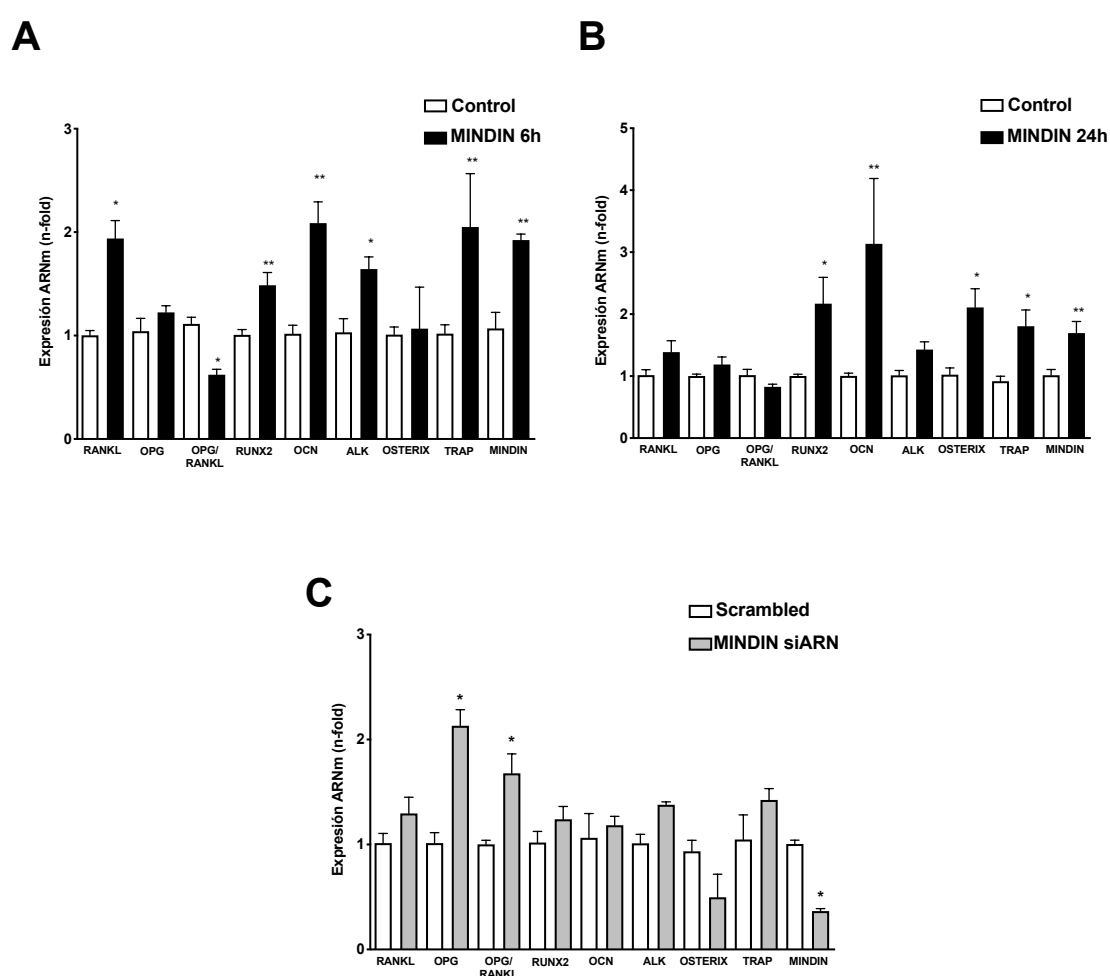 A
Control
MINDIN 6h
Expresión ARNm (n-fold)
3
2
1
0
* ** ** * ** **
*
RANKL OPG OPG/ RUNX2 OCN ALK OSTERIX TRAP MINDIN
RANKL
B
Control
MINDIN 24h
Expresión ARNm (n-fold)
5
4
3
2
1
0
* ** * * **
RANKL OPG OPG/ RUNX2 OCN ALK OSTERIX TRAP MINDIN
RANKL
C
Scrambled
MINDIN siARN
Expresión ARNm (n-fold)
3
2
1
0
* * *
RANKL OPG OPG/ RUNX2 OCN ALK OSTERIX TRAP MINDIN
RANKL